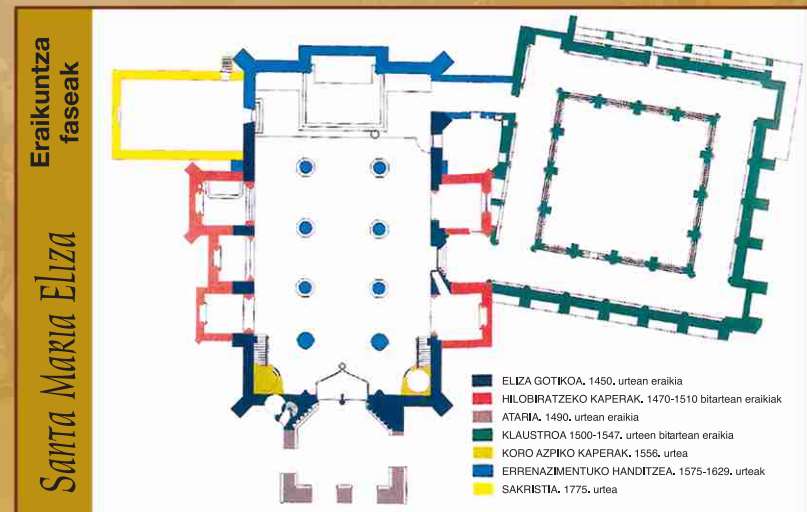 Eraikuntza
faseak
Santa Maria Eliza
ELIZA GOTIKOA. 1450. urtean eraikia
HILOBIRATZEKO KAPERAK. 1470-1510 bitartean eraikiak
ATARIA. 1490. urtean eraikia
KLAUSTROA 1500-1547. urteen bitartean eraikia
KORO AZPIKO KAPERAK. 1556. urtea
ERRENAZIMENTUKO HANDITZEA. 1575-1629. urteak
SAKRISTIA. 1775. urtea